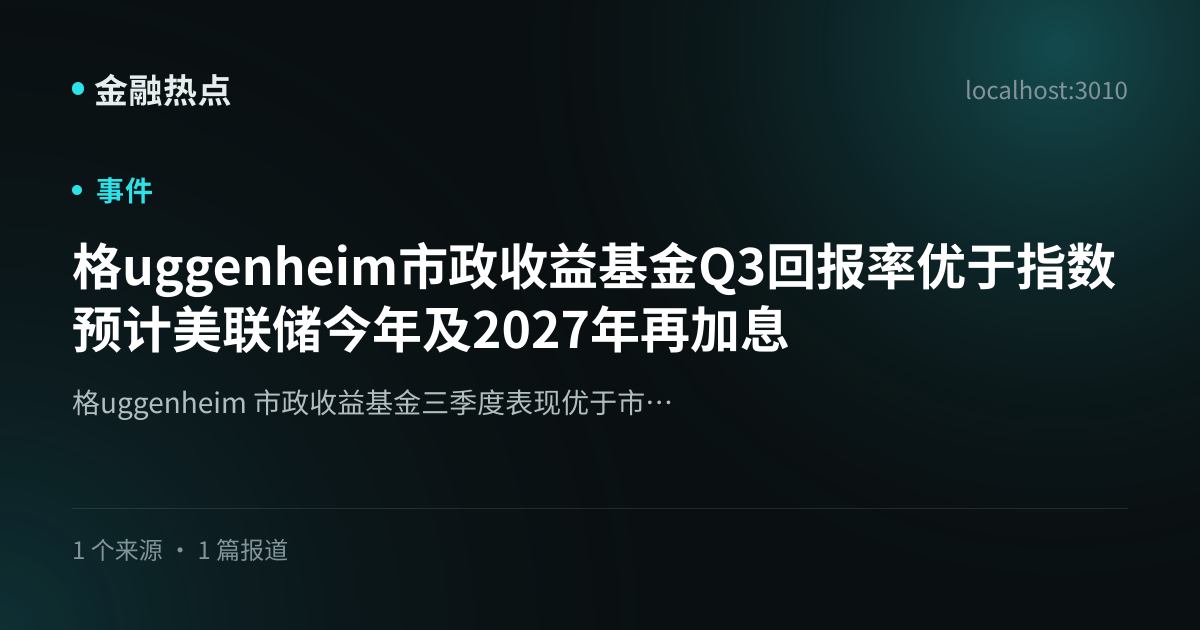 金融热点
localhost:3010
事件
格uggenheim市政收益基金Q3回报率优于指数
预计美联储今年及2027年再加息
格uggenheim 市政收益基金三季度表现优于市…
1 个来源 · 1 篇报道